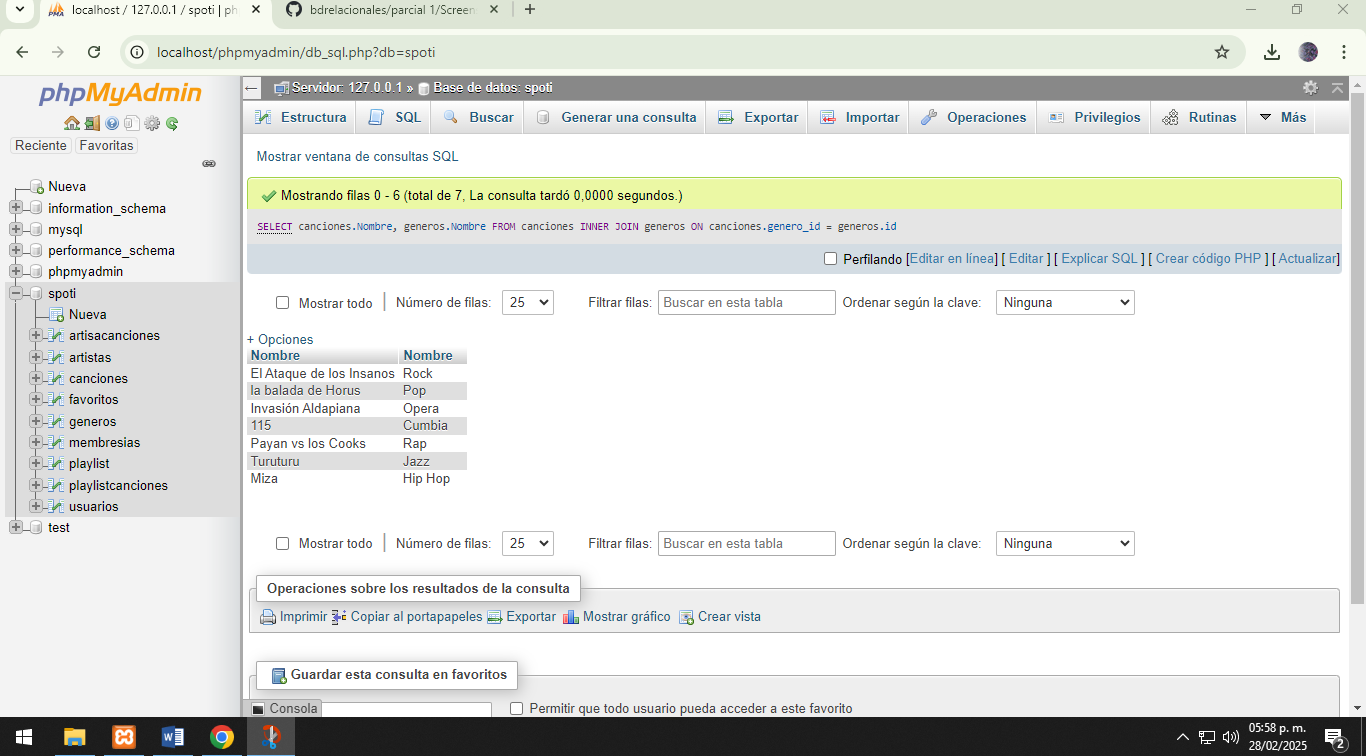 localhost / 127.0.0.1 / spoti | ph
bdrelacionales/parcial 1/Screen
localhost/phpmyadmin/db_sql.php?db=spoti
phpMyAdmin
Reciente Favoritas
Nueva
information_schema
mysql
performance_schema
phpmyadmin
spoti
Nueva
artisacanciones
artistas
canciones
favoritos
generos
membresias
playlist
playlistcanciones
usuarios
test
Servidor: 127.0.0.1 » Base de datos: spoti
Estructura SQL Buscar Generar una consulta Exportar Importar Operaciones Privilegios Rutinas Más
Mostrar ventana de consultas SQL
Mostrando filas 0 - 6 (total de 7, La consulta tardó 0,0000 segundos.)
SELECT canciones.Nombre, generos.Nombre FROM canciones INNER JOIN generos ON canciones.genero_id = generos.id
Perfilando [Editar en línea] [ Editar ] [ Explicar SQL ] [ Crear código PHP ] [ Actualizar]
Mostrar todo | Número de filas: 25 Filtrar filas: Buscar en esta tabla Ordenar según la clave: Ninguna
+ Opciones
Nombre Nombre
El Ataque de los Insanos Rock
la balada de Horus Pop
Invasión Aldapiana Opera
115 Cumbia
Payan vs los Cooks Rap
Turuturu Jazz
Miza Hip Hop
Mostrar todo | Número de filas: 25 Filtrar filas: Buscar en esta tabla Ordenar según la clave: Ninguna
Operaciones sobre los resultados de la consulta
Imprimir Copiar al portapapeles Exportar Mostrar gráfico Crear vista
Guardar esta consulta en favoritos
Consola Permitir que todo usuario pueda acceder a este favorito
05:58 p. m.
28/02/2025
2